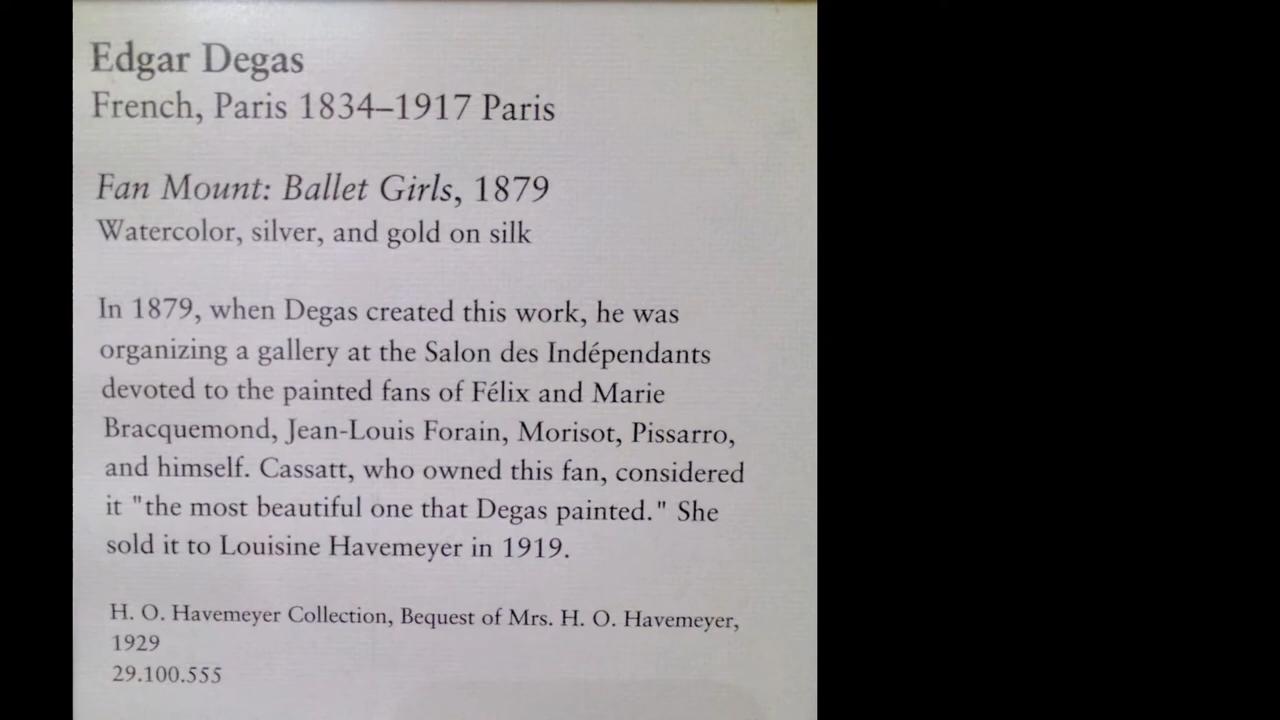 Edgar Degas
French, Paris 1834–1917 Paris
Fan Mount: Ballet Girls, 1879
Watercolor, silver, and gold on silk
In 1879, when Degas created this work, he was
organizing a gallery at the Salon des Indépendants
devoted to the painted fans of Félix and Marie
Bracquemond, Jean-Louis Forain, Morisot, Pissarro,
and himself. Cassatt, who owned this fan, considered
it "the most beautiful one that Degas painted." She
sold it to Louisine Havemeyer in 1919.
H. O. Havemeyer Collection, Bequest of Mrs. H. O. Havemeyer,
1929
29.100.555